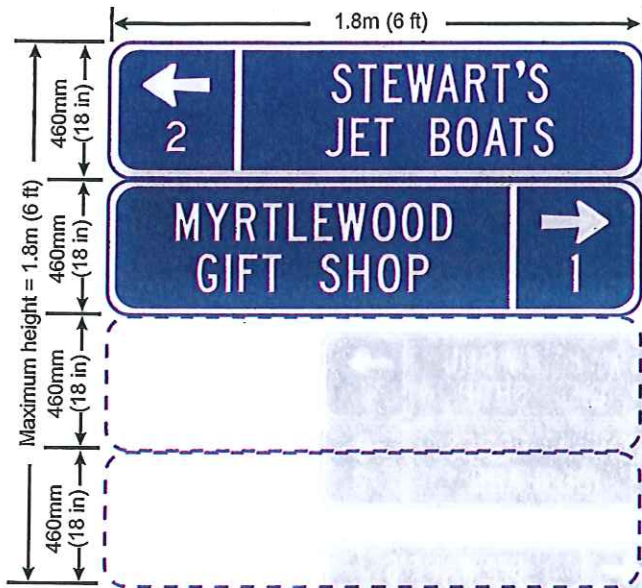 1.8m (6 ft)
Maximum height = 1.8m (6 ft)
460mm
(18 in)
2
STEWART'S
JET BOATS
460mm
(18 in)
MYRTLEWOOD
GIFT SHOP
1
460mm
(18 in)
460mm
(18 in)